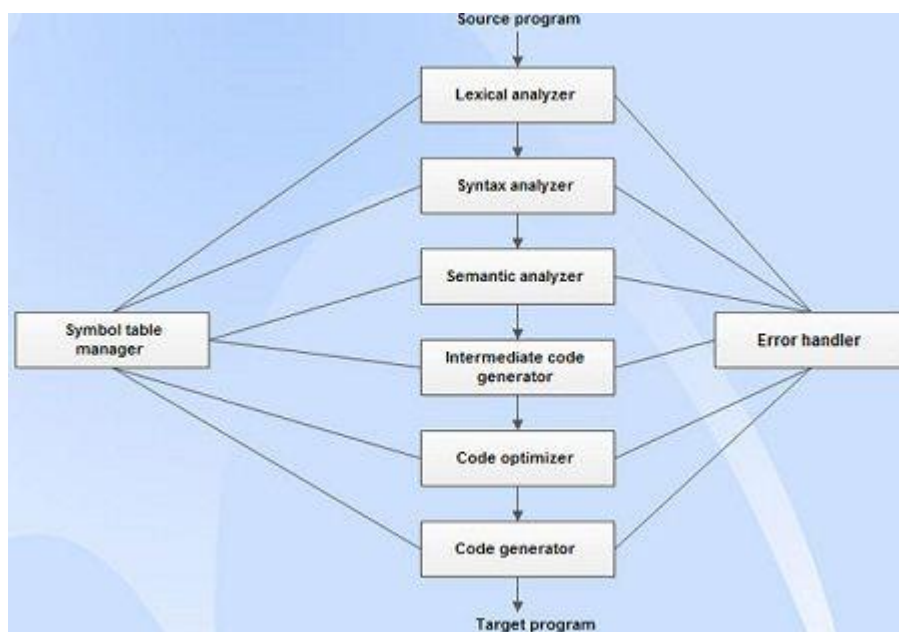 Source program
Lexical analyzer
Syntax analyzer
Semantic analyzer
Symbol table
manager
Error handler
Intermediate code
generator
Code optimizer
Code generator
Target program